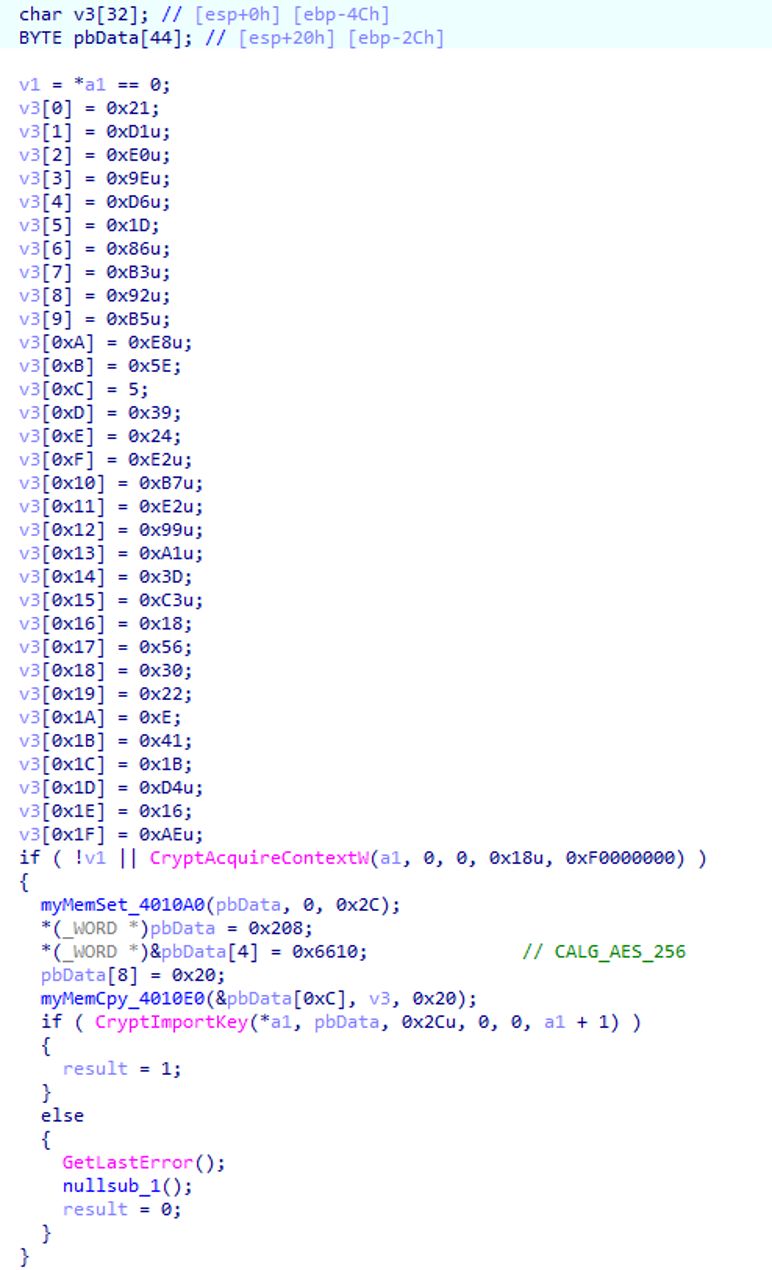 char v3[32]; // [esp+0h] [ebp-4Ch]
BYTE pbData[44]; // [esp+20h] [ebp-2Ch]
v1 = *a1 == 0;
v3[0] = 0x21;
v3[1] = 0xD1u;
v3[2] = 0xE0u;
v3[3] = 0x9Eu;
v3[4] = 0xD6u;
v3[5] = 0x1D;
v3[6] = 0x86u;
v3[7] = 0xB3u;
v3[8] = 0x92u;
v3[9] = 0xB5u;
v3[0xA] = 0xE8u;
v3[0xB] = 0x5E;
v3[0xC] = 5;
v3[0xD] = 0x39;
v3[0xE] = 0x24;
v3[0xF] = 0xE2u;
v3[0x10] = 0xB7u;
v3[0x11] = 0xE2u;
v3[0x12] = 0x99u;
v3[0x13] = 0xA1u;
v3[0x14] = 0x3D;
v3[0x15] = 0xC3u;
v3[0x16] = 0x18;
v3[0x17] = 0x56;
v3[0x18] = 0x30;
v3[0x19] = 0x22;
v3[0x1A] = 0xE;
v3[0x1B] = 0x41;
v3[0x1C] = 0x1B;
v3[0x1D] = 0xD4u;
v3[0x1E] = 0x16;
v3[0x1F] = 0xAEu;
if ( !v1 || CryptAcquireContextW(a1, 0, 0, 0x18u, 0xF0000000) )
{
myMemSet_4010A0(pbData, 0, 0x2C);
*(_WORD *)pbData = 0x208;
*(_WORD *)&pbData[4] = 0x6610; // CALG_AES_256
pbData[8] = 0x20;
myMemCpy_4010E0(&pbData[0xC], v3, 0x20);
if ( CryptImportKey(*a1, pbData, 0x2Cu, 0, 0, a1 + 1) )
{
result = 1;
}
else
{
GetLastError();
nullsub_1();
result = 0;
}
}